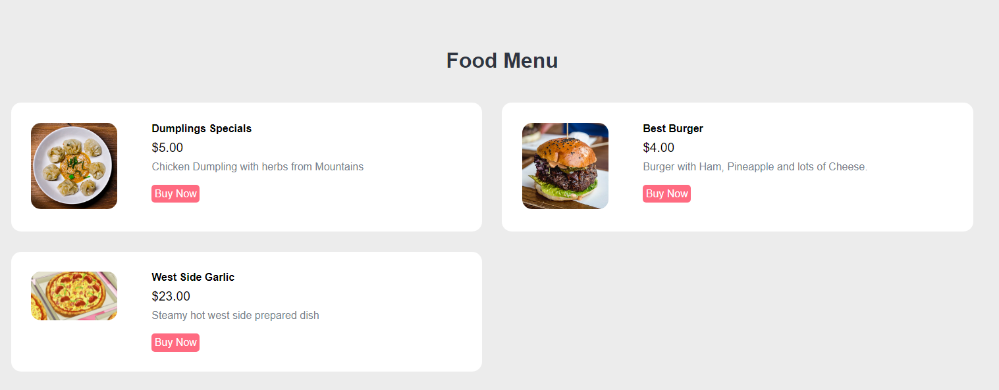 Food Menu
Dumplings Specials
$5.00
Chicken Dumpling with herbs from Mountains
Buy Now
Best Burger
$4.00
Burger with Ham, Pineapple and lots of Cheese.
Buy Now
West Side Garlic
$23.00
Steamy hot west side prepared dish
Buy Now